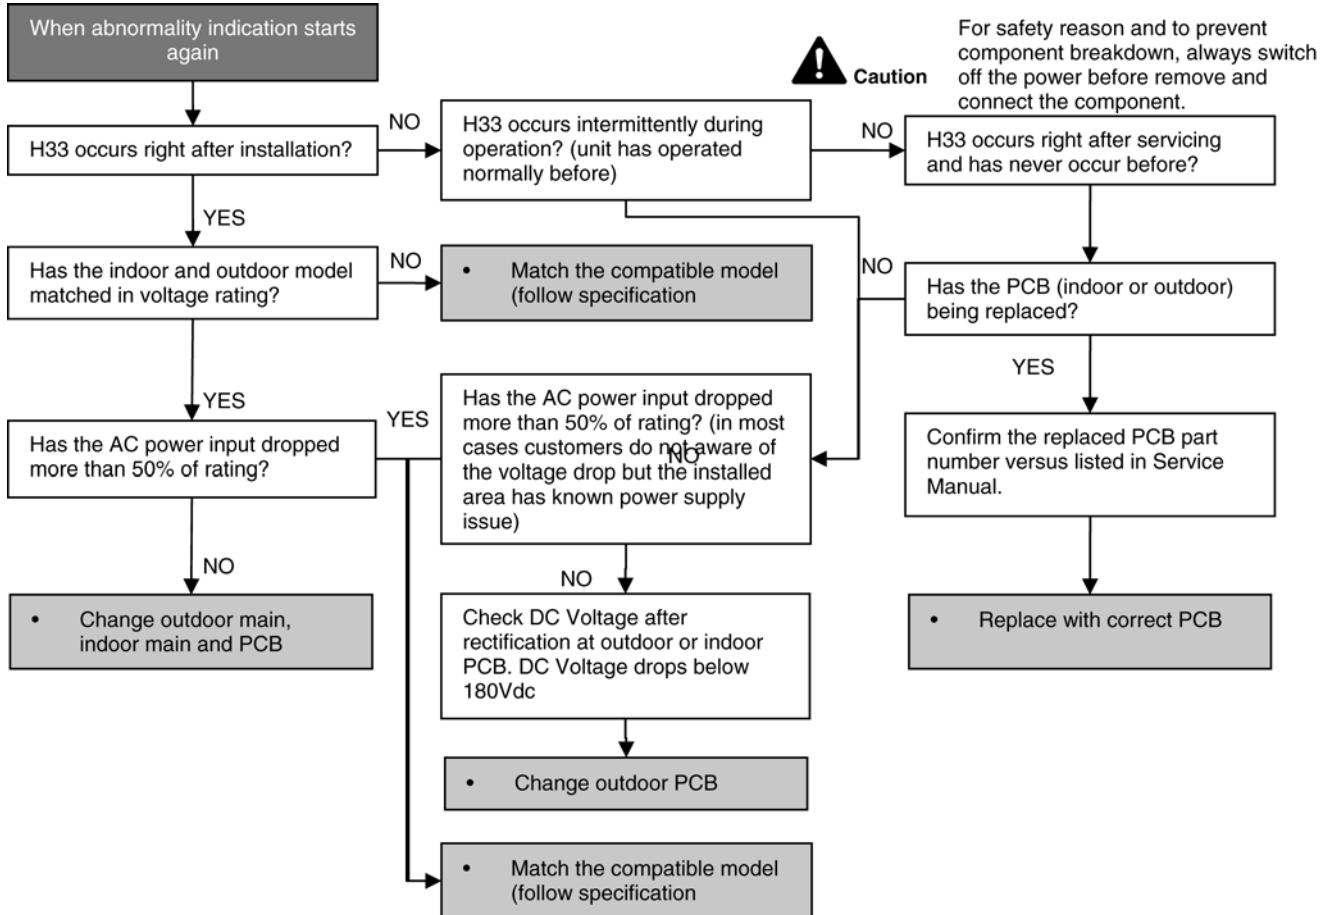 When abnormality indication starts
again
Caution
For safety reason and to prevent
component breakdown, always switch
off the power before remove and
connect the component.
H33 occurs right after installation?
NO
H33 occurs intermittently during
operation? (unit has operated
normally before)
NO
H33 occurs right after servicing
and has never occur before?
YES
Has the indoor and outdoor model
matched in voltage rating?
NO
• Match the compatible model
(follow specification
NO
Has the PCB (indoor or outdoor)
being replaced?
YES
YES
Has the AC power input dropped
more than 50% of rating?
YES
Has the AC power input dropped
more than 50% of rating? (in most
cases customers do not aware of
the voltage drop but the installed
area has known power supply
issue)
NO
Confirm the replaced PCB part
number versus listed in Service
Manual.
NO
• Change outdoor main,
indoor main and PCB
NO
Check DC Voltage after
rectification at outdoor or indoor
PCB. DC Voltage drops below
180Vdc
• Replace with correct PCB
• Change outdoor PCB
• Match the compatible model
(follow specification